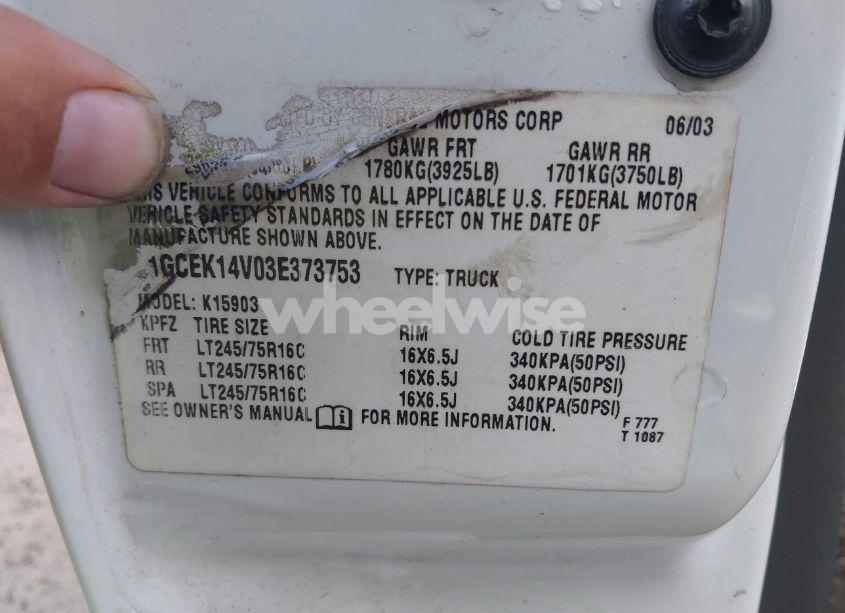 MOTORS CORP 06/03
GAWR FRT GAWR RR
1780KG(3925LB) 1701KG(3750LB)
VEHICLE CONFORMS TO ALL APPLICABLE U.S. FEDERAL MOTOR
VEHICLE SAFETY STANDARDS IN EFFECT ON THE DATE OF
MANUFACTURE SHOWN ABOVE.
1GCEK14V03E373753 TYPE: TRUCK
MODEL: K15903
wheelwise
KPFZ TIRE SIZE RIM COLD TIRE PRESSURE
FRT LT245/75R16C 16X6.5J 340KPA(50PSI)
RR LT245/75R16C 16X6.5J 340KPA(50PSI)
SPA LT245/75R16C 16X6.5J 340KPA(50PSI)
SEE OWNER'S MANUAL FOR MORE INFORMATION.
F 777
T 1087